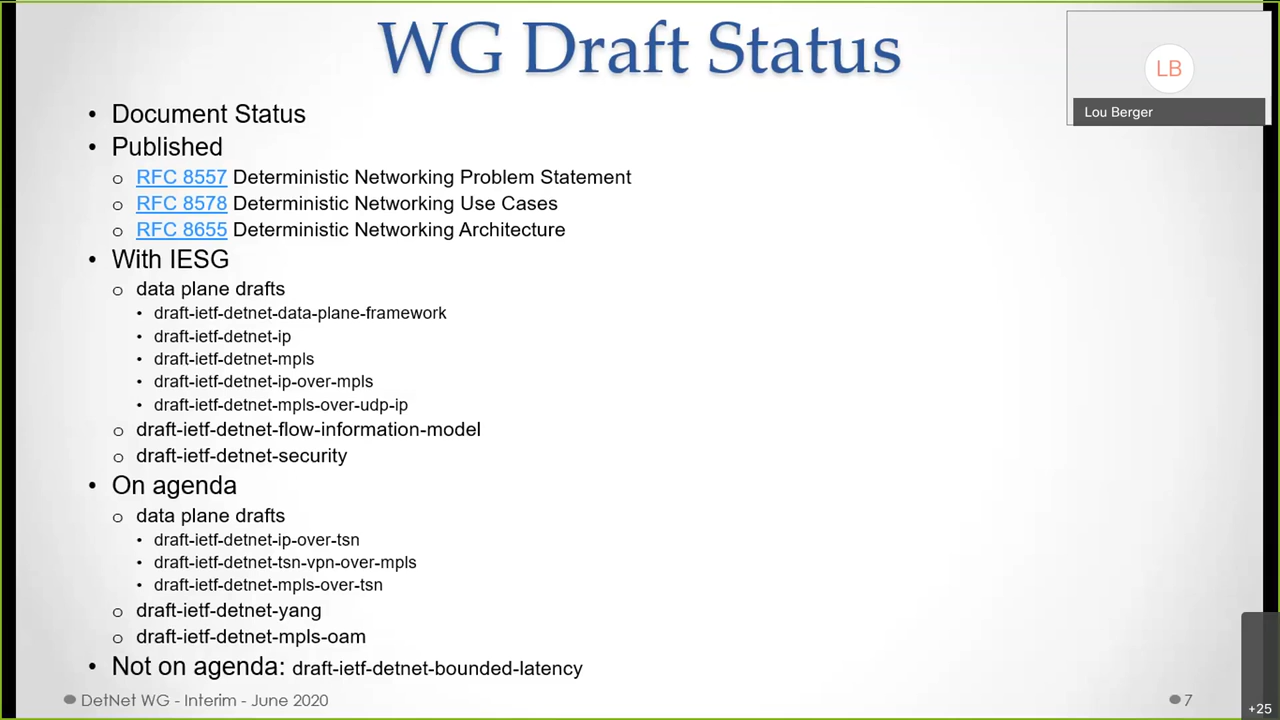 WG Draft Status
LB
Lou Berger
• Document Status
• Published
o RFC 8557 Deterministic Networking Problem Statement
o RFC 8578 Deterministic Networking Use Cases
o RFC 8655 Deterministic Networking Architecture
• With IESG
o data plane drafts
• draft-ietf-detnet-data-plane-framework
• draft-ietf-detnet-ip
• draft-ietf-detnet-mpls
• draft-ietf-detnet-ip-over-mpls
• draft-ietf-detnet-mpls-over-udp-ip
o draft-ietf-detnet-flow-information-model
o draft-ietf-detnet-security
• On agenda
o data plane drafts
• draft-ietf-detnet-ip-over-tsn
• draft-ietf-detnet-tsn-vpn-over-mpls
• draft-ietf-detnet-mpls-over-tsn
o draft-ietf-detnet-yang
o draft-ietf-detnet-mpls-oam
• Not on agenda: draft-ietf-detnet-bounded-latency
DetNet WG - Interim - June 2020
7
+25